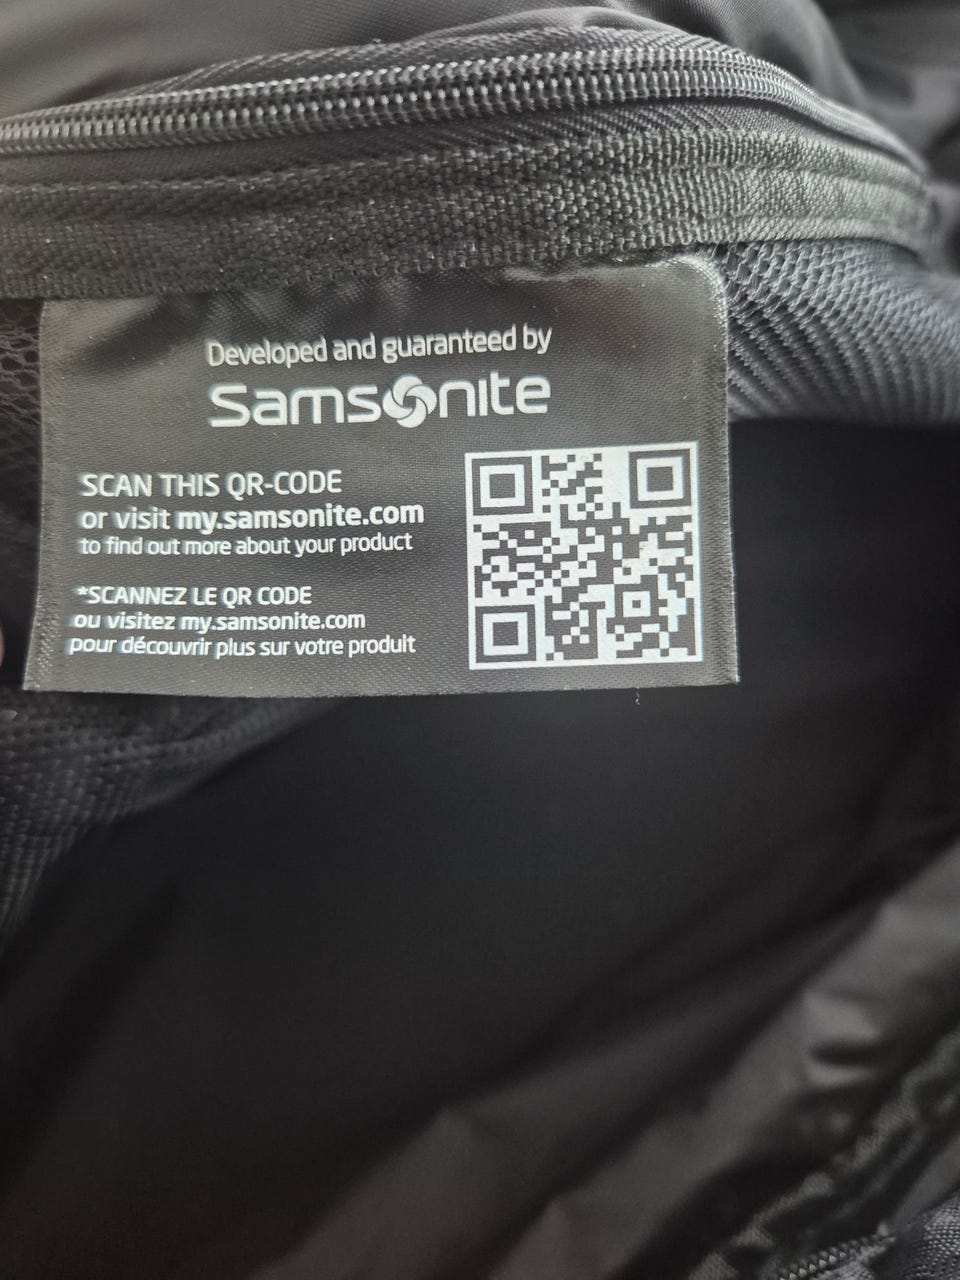 Developed and guaranteed by
Samsonite
SCAN THIS QR-CODE
or visit my.samsonite.com
to find out more about your product
*SCANNEZ LE QR CODE
ou visitez my.samsonite.com
pour découvrir plus sur votre produit